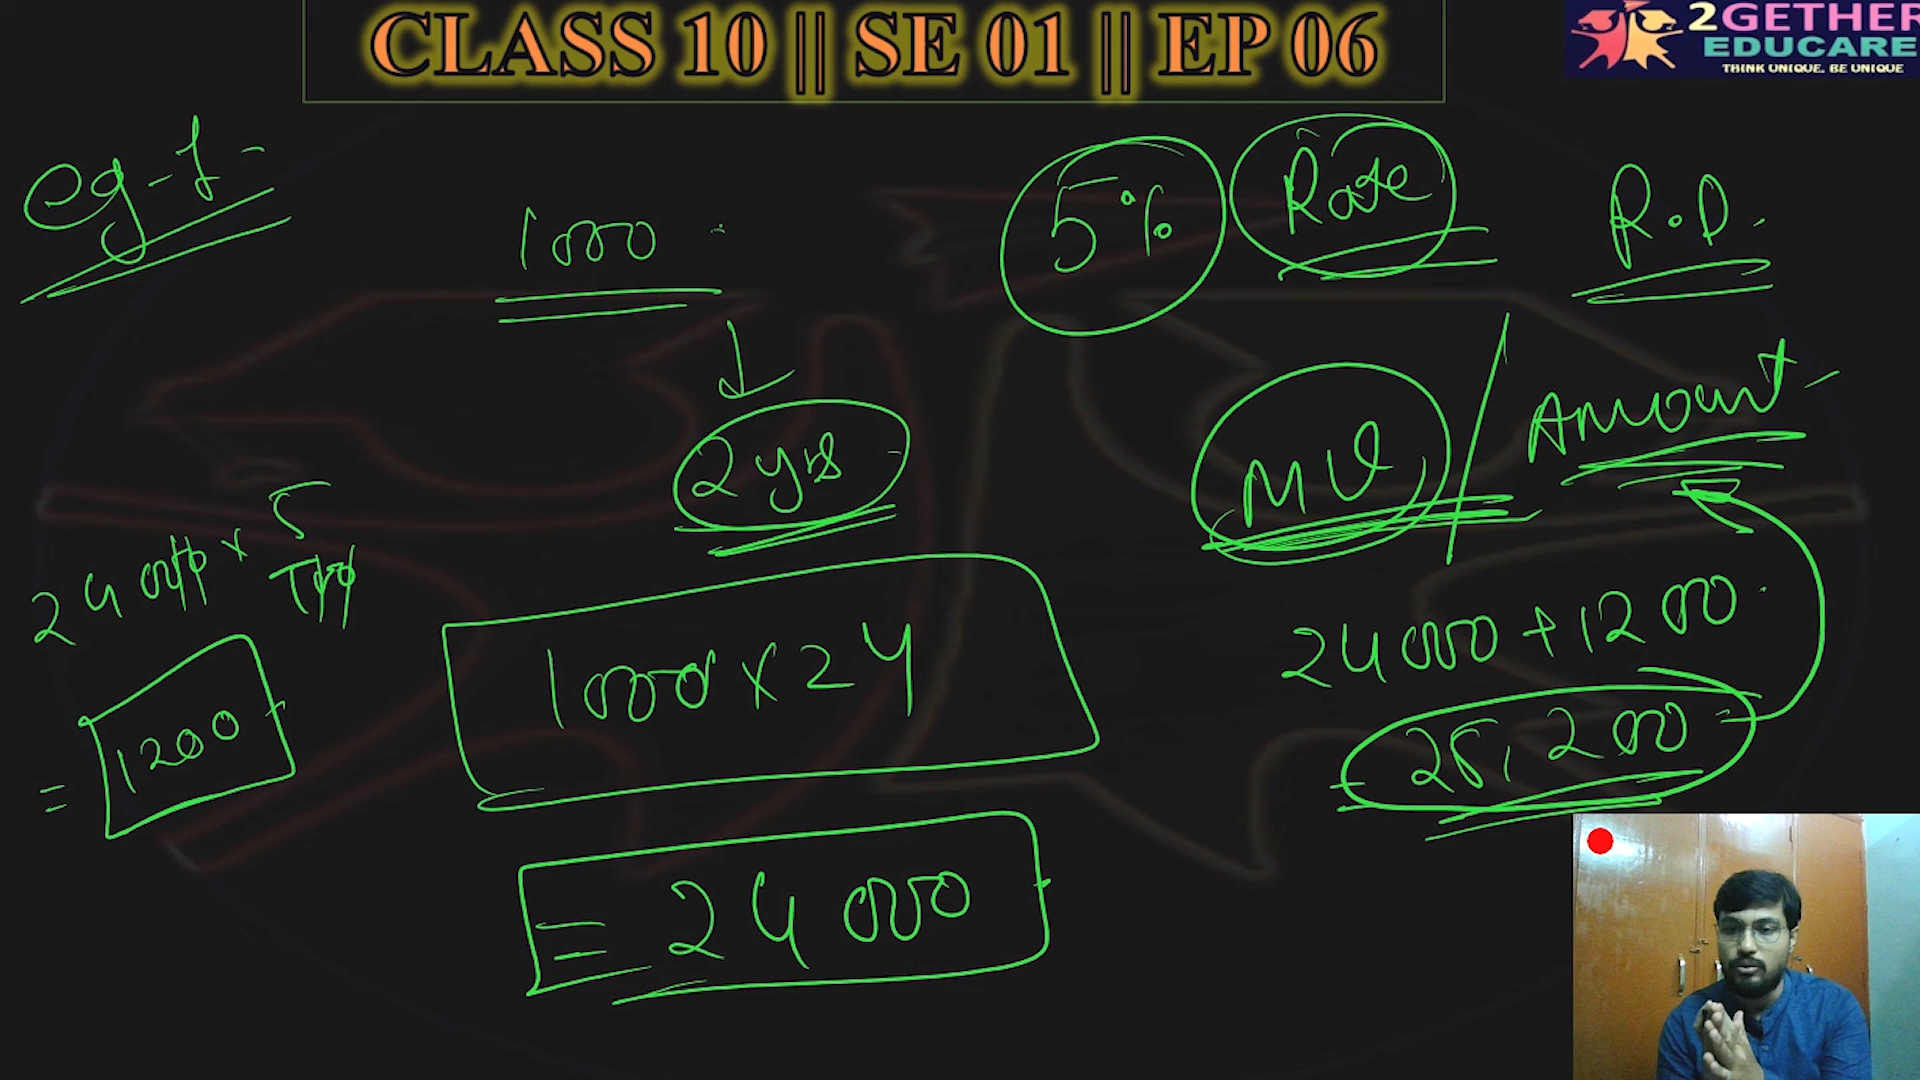 CLASS 10 || SE 01 || EP 06
2GETHER
EDUCARE
THINK UNIQUE, BE UNIQUE
eg-1-
1000
5%
Rate
R.D.
2 yrs
MV / Amount-
24000 × 5
100
= 1200
1000 × 24
= 24000
24000 + 1200
25,200